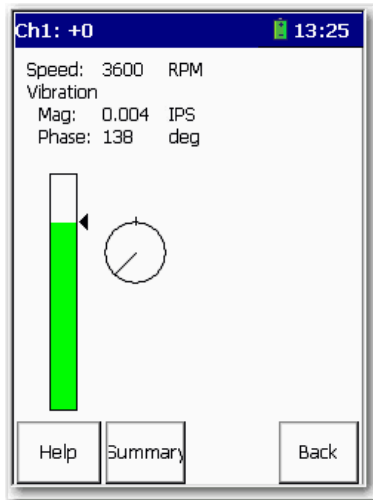 Ch1: +0 13:25
Speed: 3600 RPM
Vibration
Mag: 0.004 IPS
Phase: 138 deg
Help Summary Back